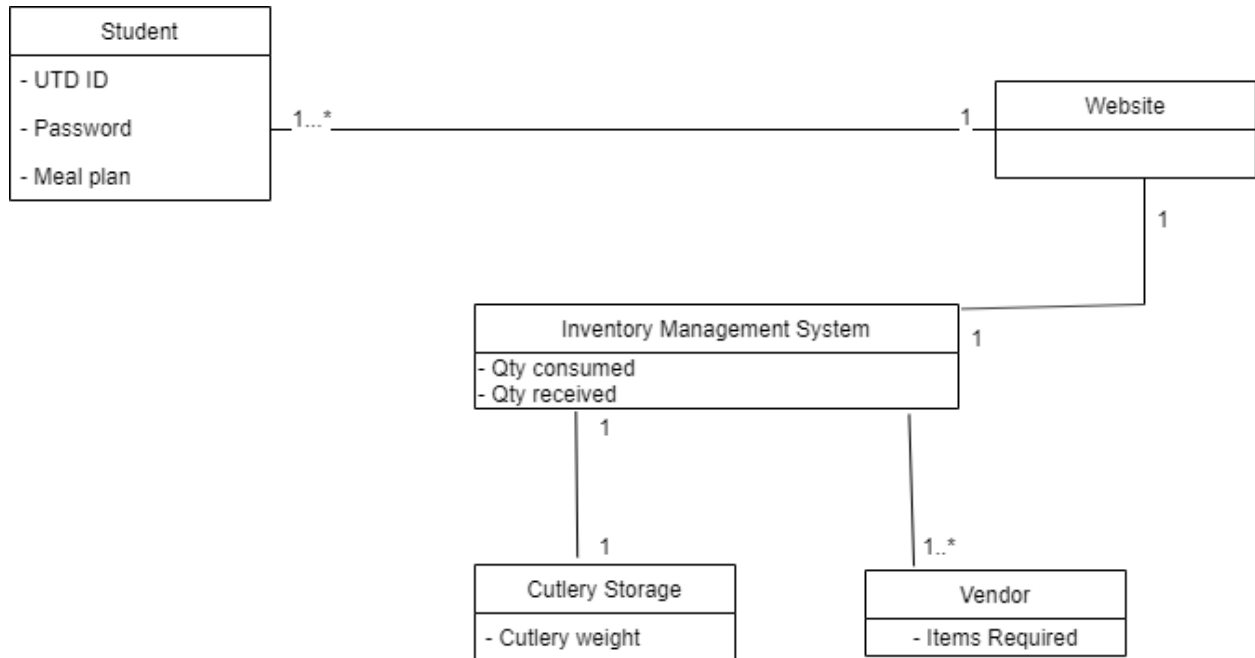 Student
- UTD ID
- Password
- Meal plan
1...*
1
Website
1
Inventory Management System
1
- Qty consumed
- Qty received
1
1
1..*
Cutlery Storage
- Cutlery weight
Vendor
- Items Required